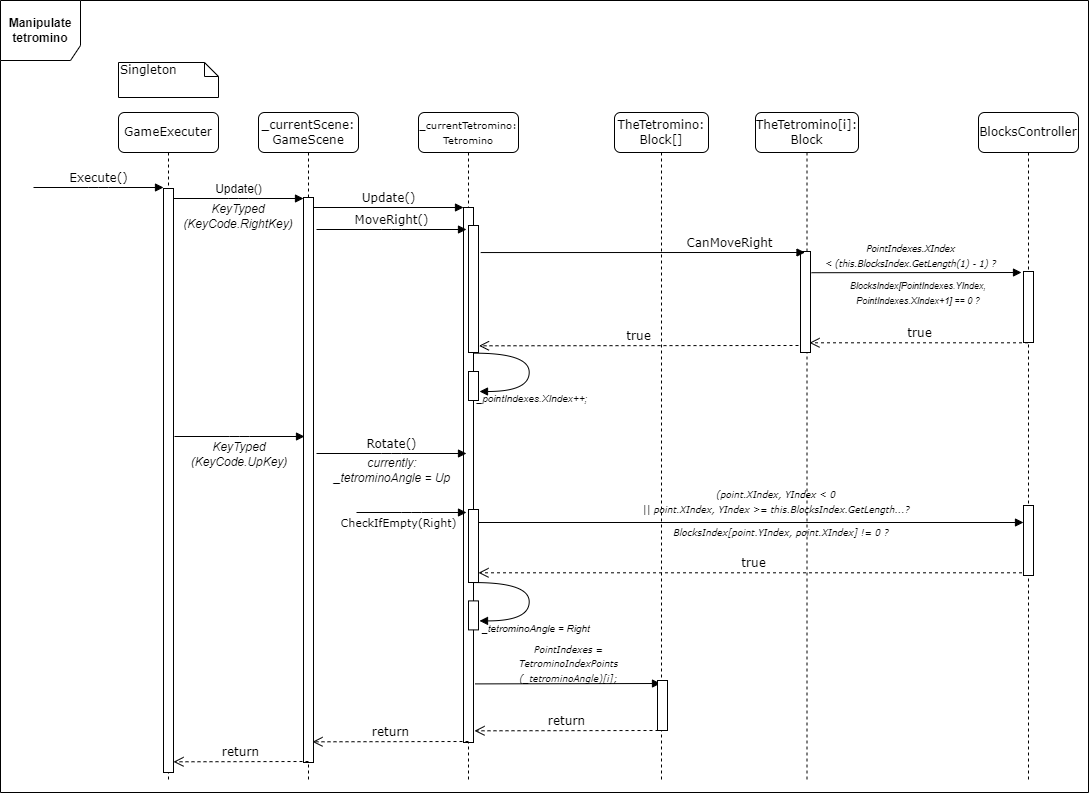 Manipulate
tetromino
Singleton
GameExecuter
_currentScene:
GameScene
_currentTetromino:
Tetromino
TheTetromino:
Block[]
TheTetromino[i]:
Block
BlocksController
Execute()
Update()
KeyTyped
(KeyCode.RightKey)
Update()
MoveRight()
CanMoveRight
PointIndexes.XIndex
< (this.BlocksIndex.GetLength(1) - 1) ?
BlocksIndex[PointIndexes.YIndex,
PointIndexes.XIndex+1] == 0 ?
true
true
_pointIndexes.XIndex++;
KeyTyped
(KeyCode.UpKey)
Rotate()
currently:
_tetrominoAngle = Up
CheckIfEmpty(Right)
(point.XIndex, YIndex < 0
|| point.XIndex, YIndex >= this.BlocksIndex.GetLength...?
BlocksIndex[point.YIndex, point.XIndex] != 0 ?
true
_tetrominoAngle = Right
PointIndexes =
TetrominoIndexPoints
(_tetrominoAngle)[i];
return
return
return